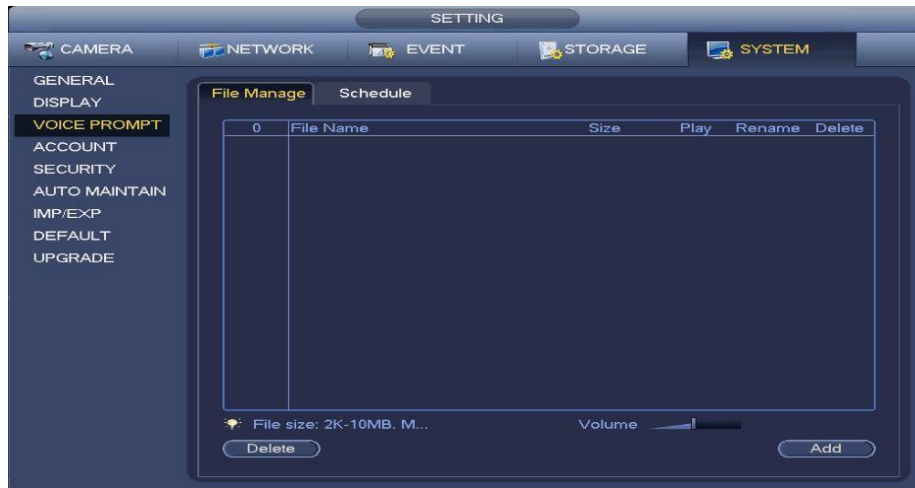 SETTING
CAMERA NETWORK EVENT STORAGE SYSTEM
GENERAL
DISPLAY
VOICE PROMPT
ACCOUNT
SECURITY
AUTO MAINTAIN
IMP/EXP
DEFAULT
UPGRADE
File Manage Schedule
0 File Name Size Play Rename Delete
File size: 2K-10MB. M... Volume
Delete Add